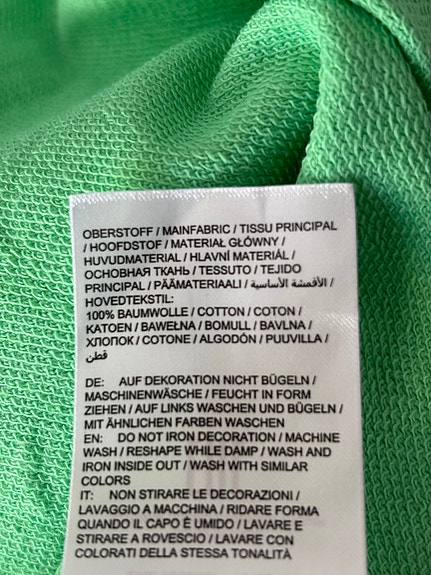 OBERSTOFF / MAINFABRIC / TISSU PRINCIPAL
/ HOOFDSTOF / MATERIAŁ GŁÓWNY /
HUVUDMATERIAL / HLAVNÍ MATERIÁL /
ОСНОВНАЯ ТКАНЬ / TESSUTO / TEJIDO
PRINCIPAL / PÄÄMATERIAALI / الأقمشة الأساسية /
HOVEDTEKSTIL:
100% BAUMWOLLE / COTTON / COTON /
KATOEN / BAWEŁNA / BOMULL / BAVLNA /
ХЛОПОК / COTONE / ALGODÓN / PUUVILLA /
قطن
DE: AUF DEKORATION NICHT BÜGELN /
MASCHINENWÄSCHE / FEUCHT IN FORM
ZIEHEN / AUF LINKS WASCHEN UND BÜGELN /
MIT ÄHNLICHEN FARBEN WASCHEN
EN: DO NOT IRON DECORATION / MACHINE
WASH / RESHAPE WHILE DAMP / WASH AND
IRON INSIDE OUT / WASH WITH SIMILAR
COLORS
IT: NON STIRARE LE DECORAZIONI /
LAVAGGIO A MACCHINA / RIDARE FORMA
QUANDO IL CAPO È UMIDO / LAVARE E
STIRARE A ROVESCIO / LAVARE CON
COLORATI DELLA STESSA TONALITÀ